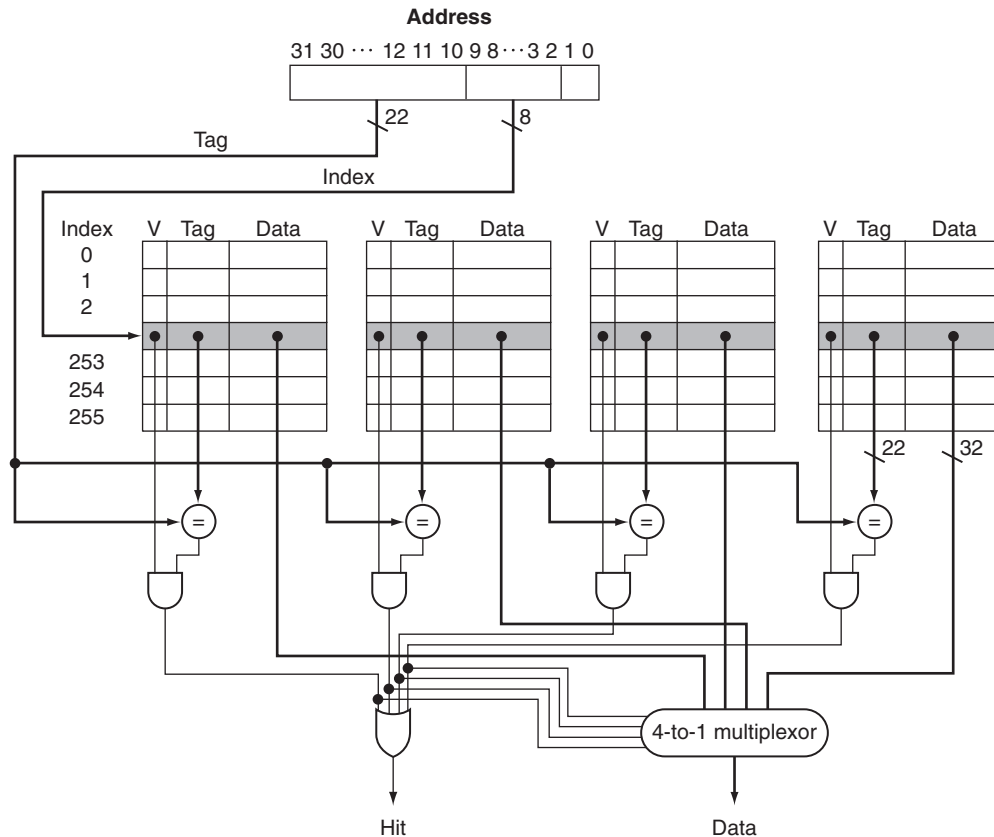 Address
31 30 ··· 12 11 10 9 8 ··· 3 2 1 0
22
8
Tag
Index
Index
V Tag Data
V Tag Data
V Tag Data
V Tag Data
0
1
2
253
254
255
22
32
=
=
=
=
4-to-1 multiplexor
Hit
Data